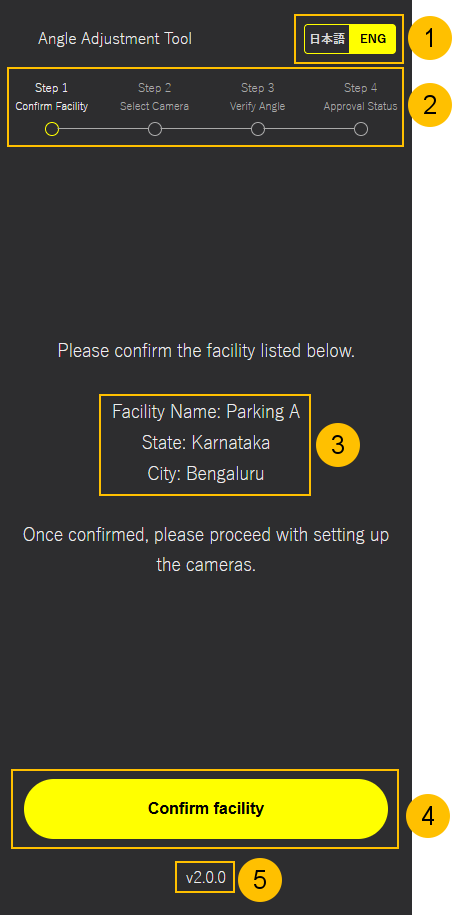 Angle Adjustment Tool
日本語 ENG
1
Step 1 Step 2 Step 3 Step 4
Confirm Facility Select Camera Verify Angle Approval Status
2
Please confirm the facility listed below.
Facility Name: Parking A
State: Karnataka
City: Bengaluru
3
Once confirmed, please proceed with setting up
the cameras.
Confirm facility
4
v2.0.0
5